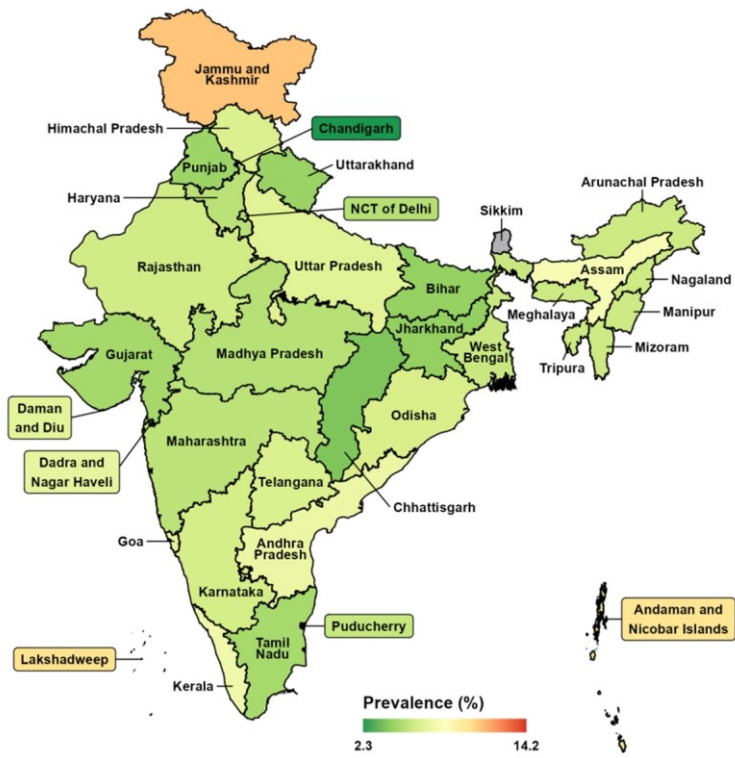 Jammu and
Kashmir
Himachal Pradesh
Chandigarh
Punjab
Uttarakhand
Haryana
Arunachal Pradesh
NCT of Delhi
Sikkim
Rajasthan
Uttar Pradesh
Assam
Nagaland
Bihar
Meghalaya
Manipur
Jharkhand
Gujarat
Madhya Pradesh
West
Bengal
Mizoram
Tripura
Daman
and Diu
Odisha
Maharashtra
Dadra and
Nagar Haveli
Telangana
Chhattisgarh
Goa
Andhra
Pradesh
Karnataka
Andaman and
Nicobar Islands
Puducherry
Tamil
Nadu
Lakshadweep
Kerala
Prevalence (%)
2.3
14.2